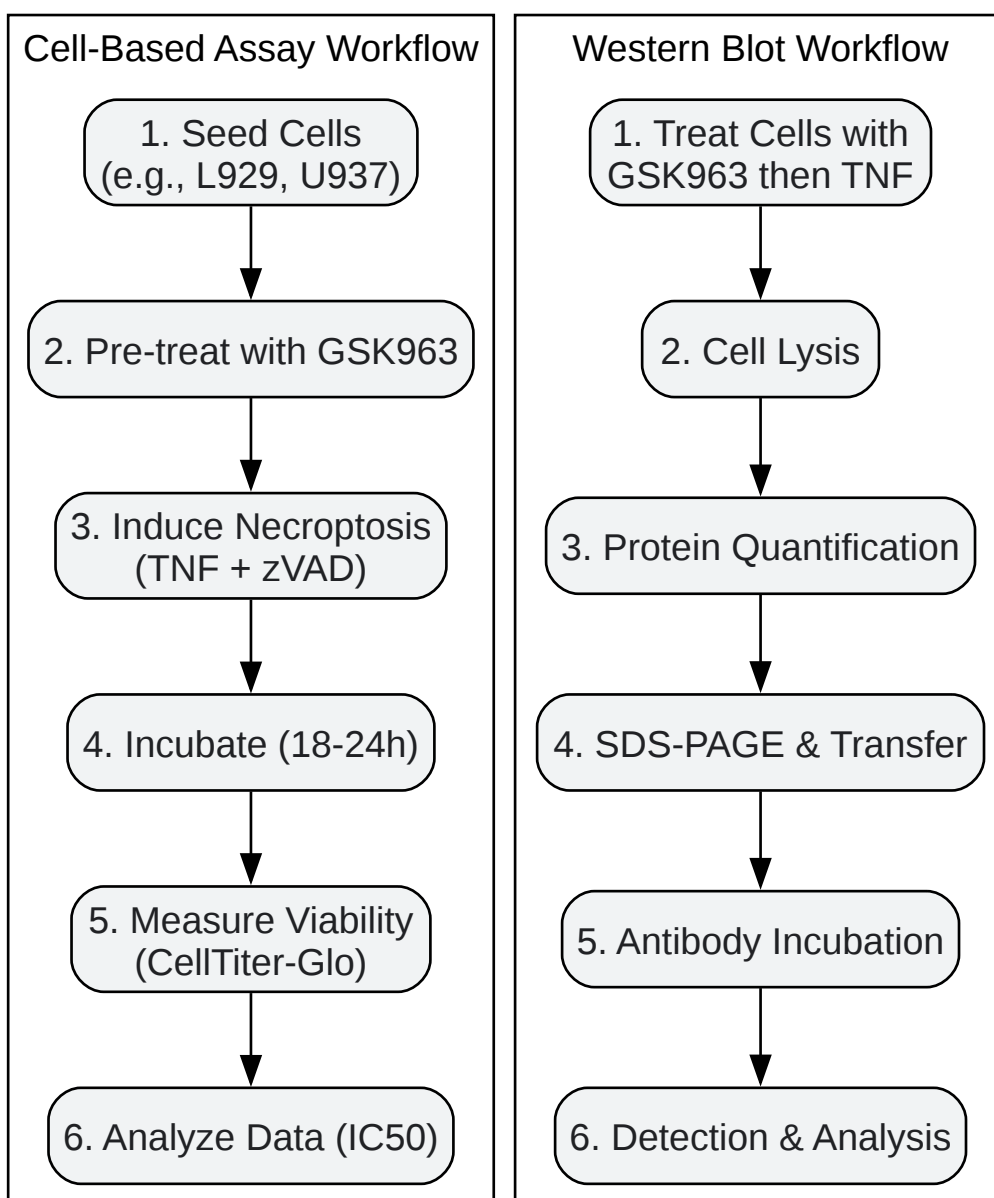 Cell-Based Assay Workflow
1. Seed Cells
(e.g., L929, U937)
2. Pre-treat with GSK963
3. Induce Necroptosis
(TNF + zVAD)
4. Incubate (18-24h)
5. Measure Viability
(CellTiter-Glo)
6. Analyze Data (IC50)
Western Blot Workflow
1. Treat Cells with
GSK963 then TNF
2. Cell Lysis
3. Protein Quantification
4. SDS-PAGE & Transfer
5. Antibody Incubation
6. Detection & Analysis